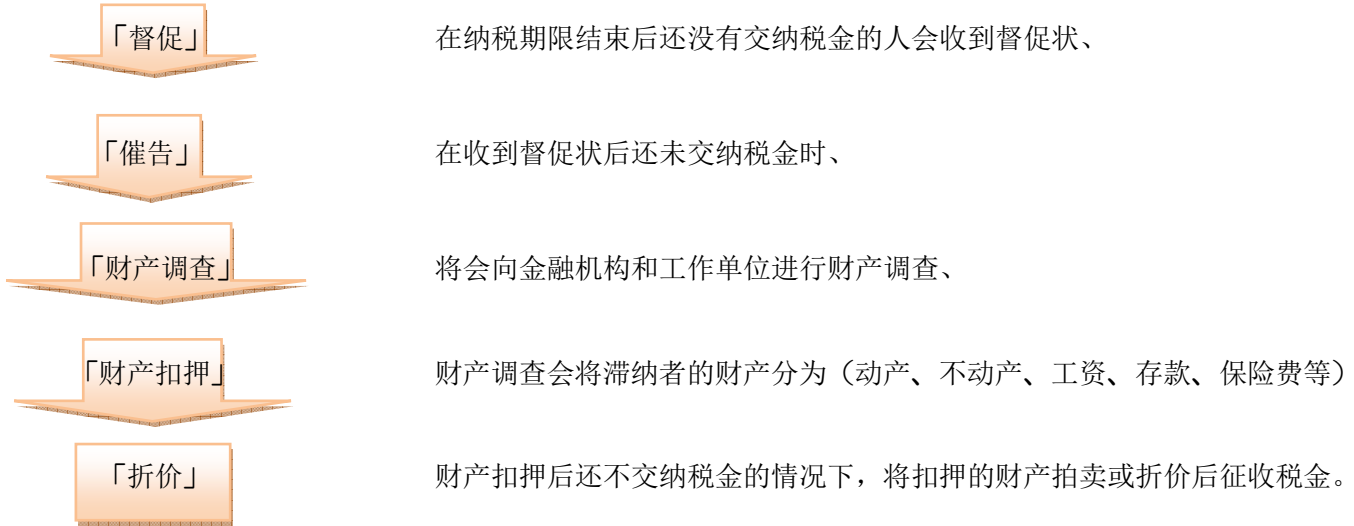 「督促」 在纳税期限结束后还没有交纳税金的人会收到督促状、
「催告」 在收到督促状后还未交纳税金时、
「财产调查」 将会向金融机构和工作单位进行财产调查、
「财产扣押」 财产调查会将滞纳者的财产分为（动产、不动产、工资、存款、保险费等）
「折价」 财产扣押后还不交纳税金的情况下，将扣押的财产拍卖或折价后征收税金。